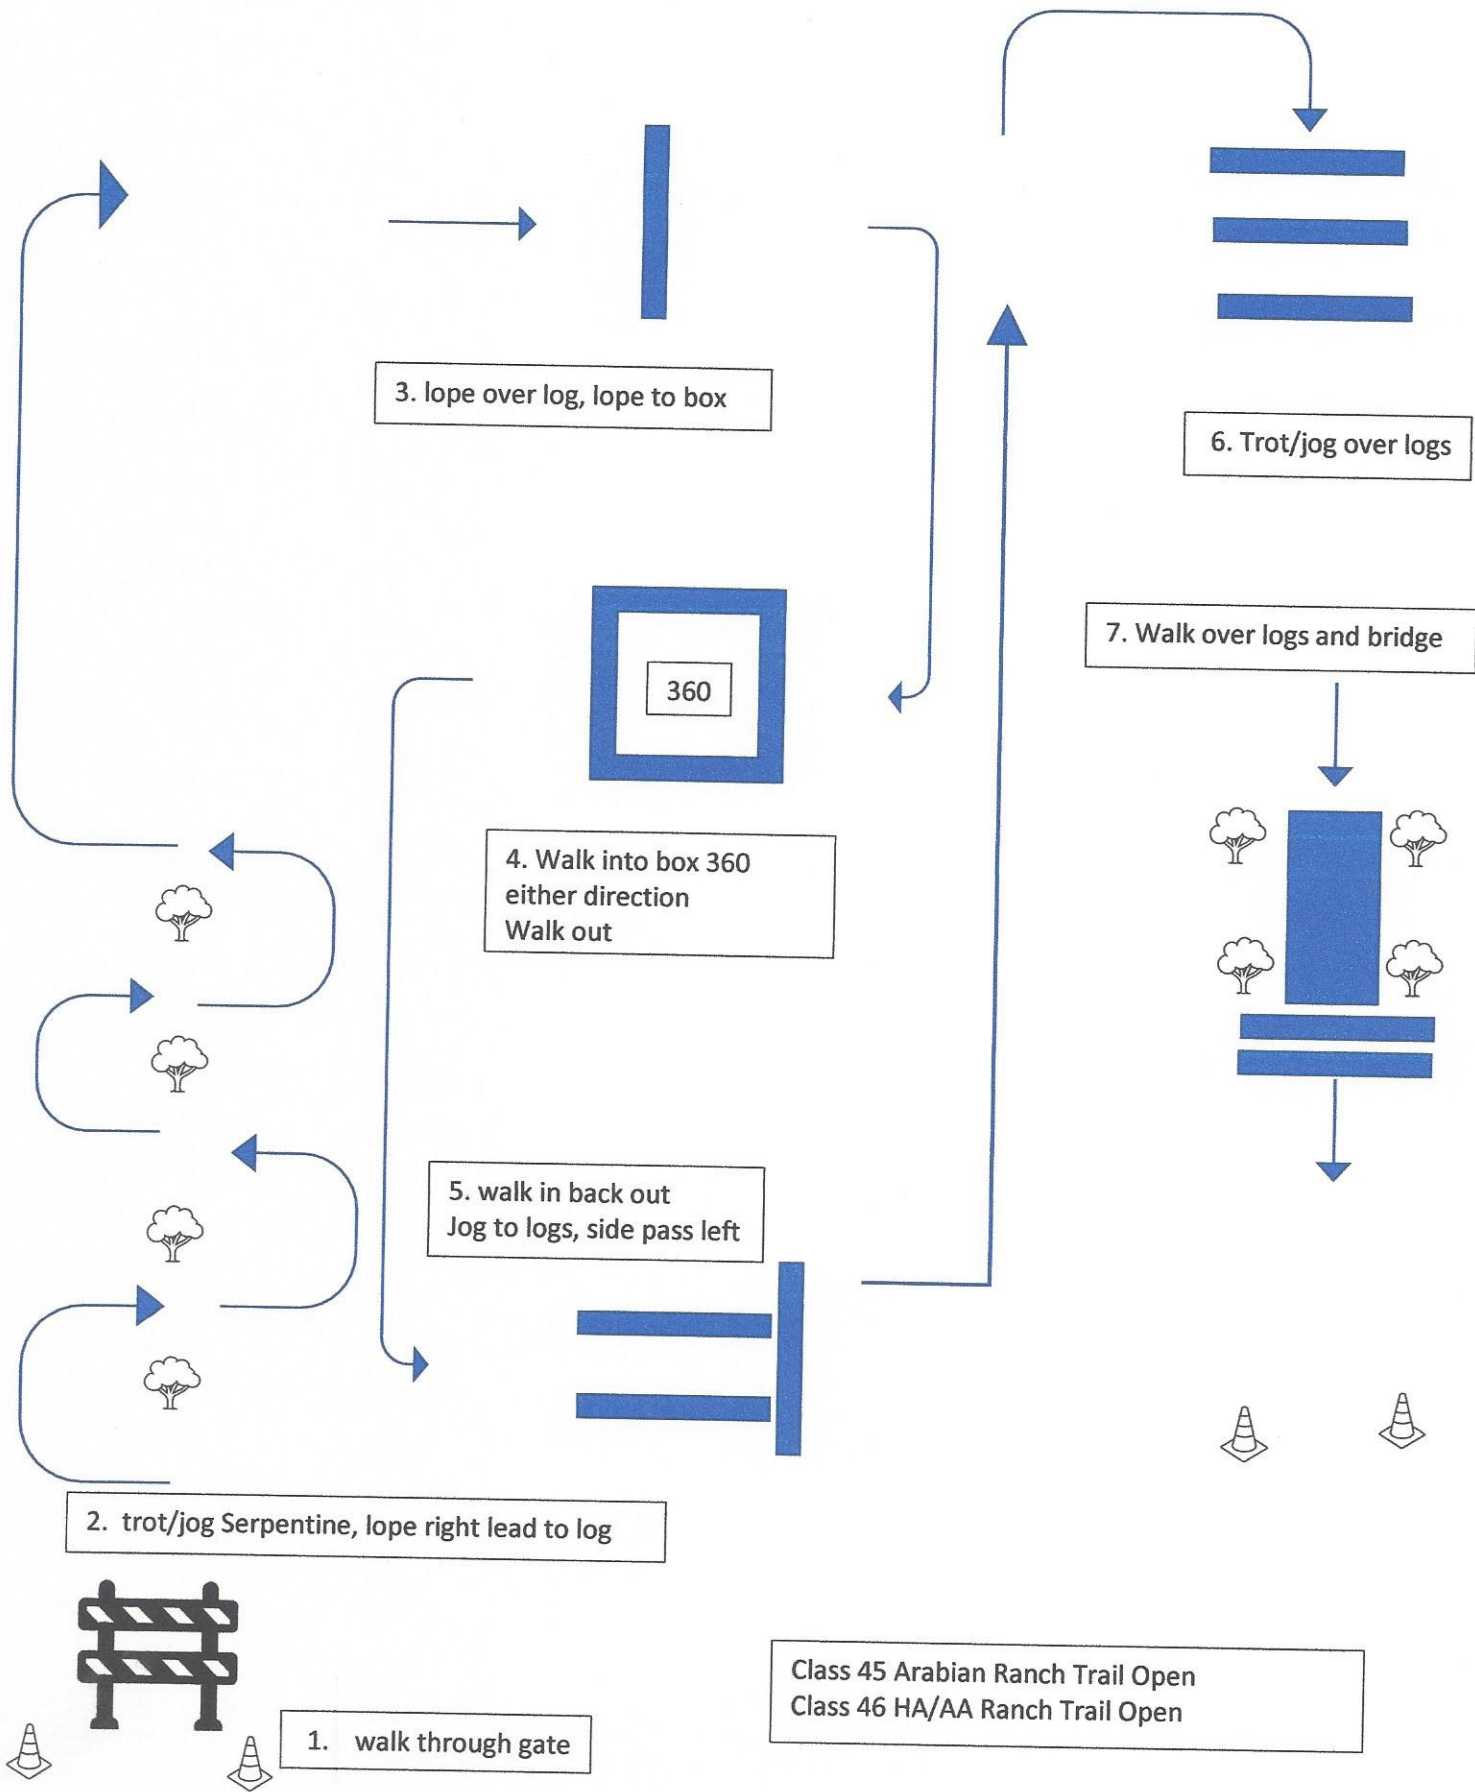 3. lope over log, lope to box
6. Trot/jog over logs
7. Walk over logs and bridge
360
4. Walk into box 360
either direction
Walk out
5. walk in back out
Jog to logs, side pass left
2. trot/jog Serpentine, lope right lead to log
1. walk through gate
Class 45 Arabian Ranch Trail Open
Class 46 HA/AA Ranch Trail Open